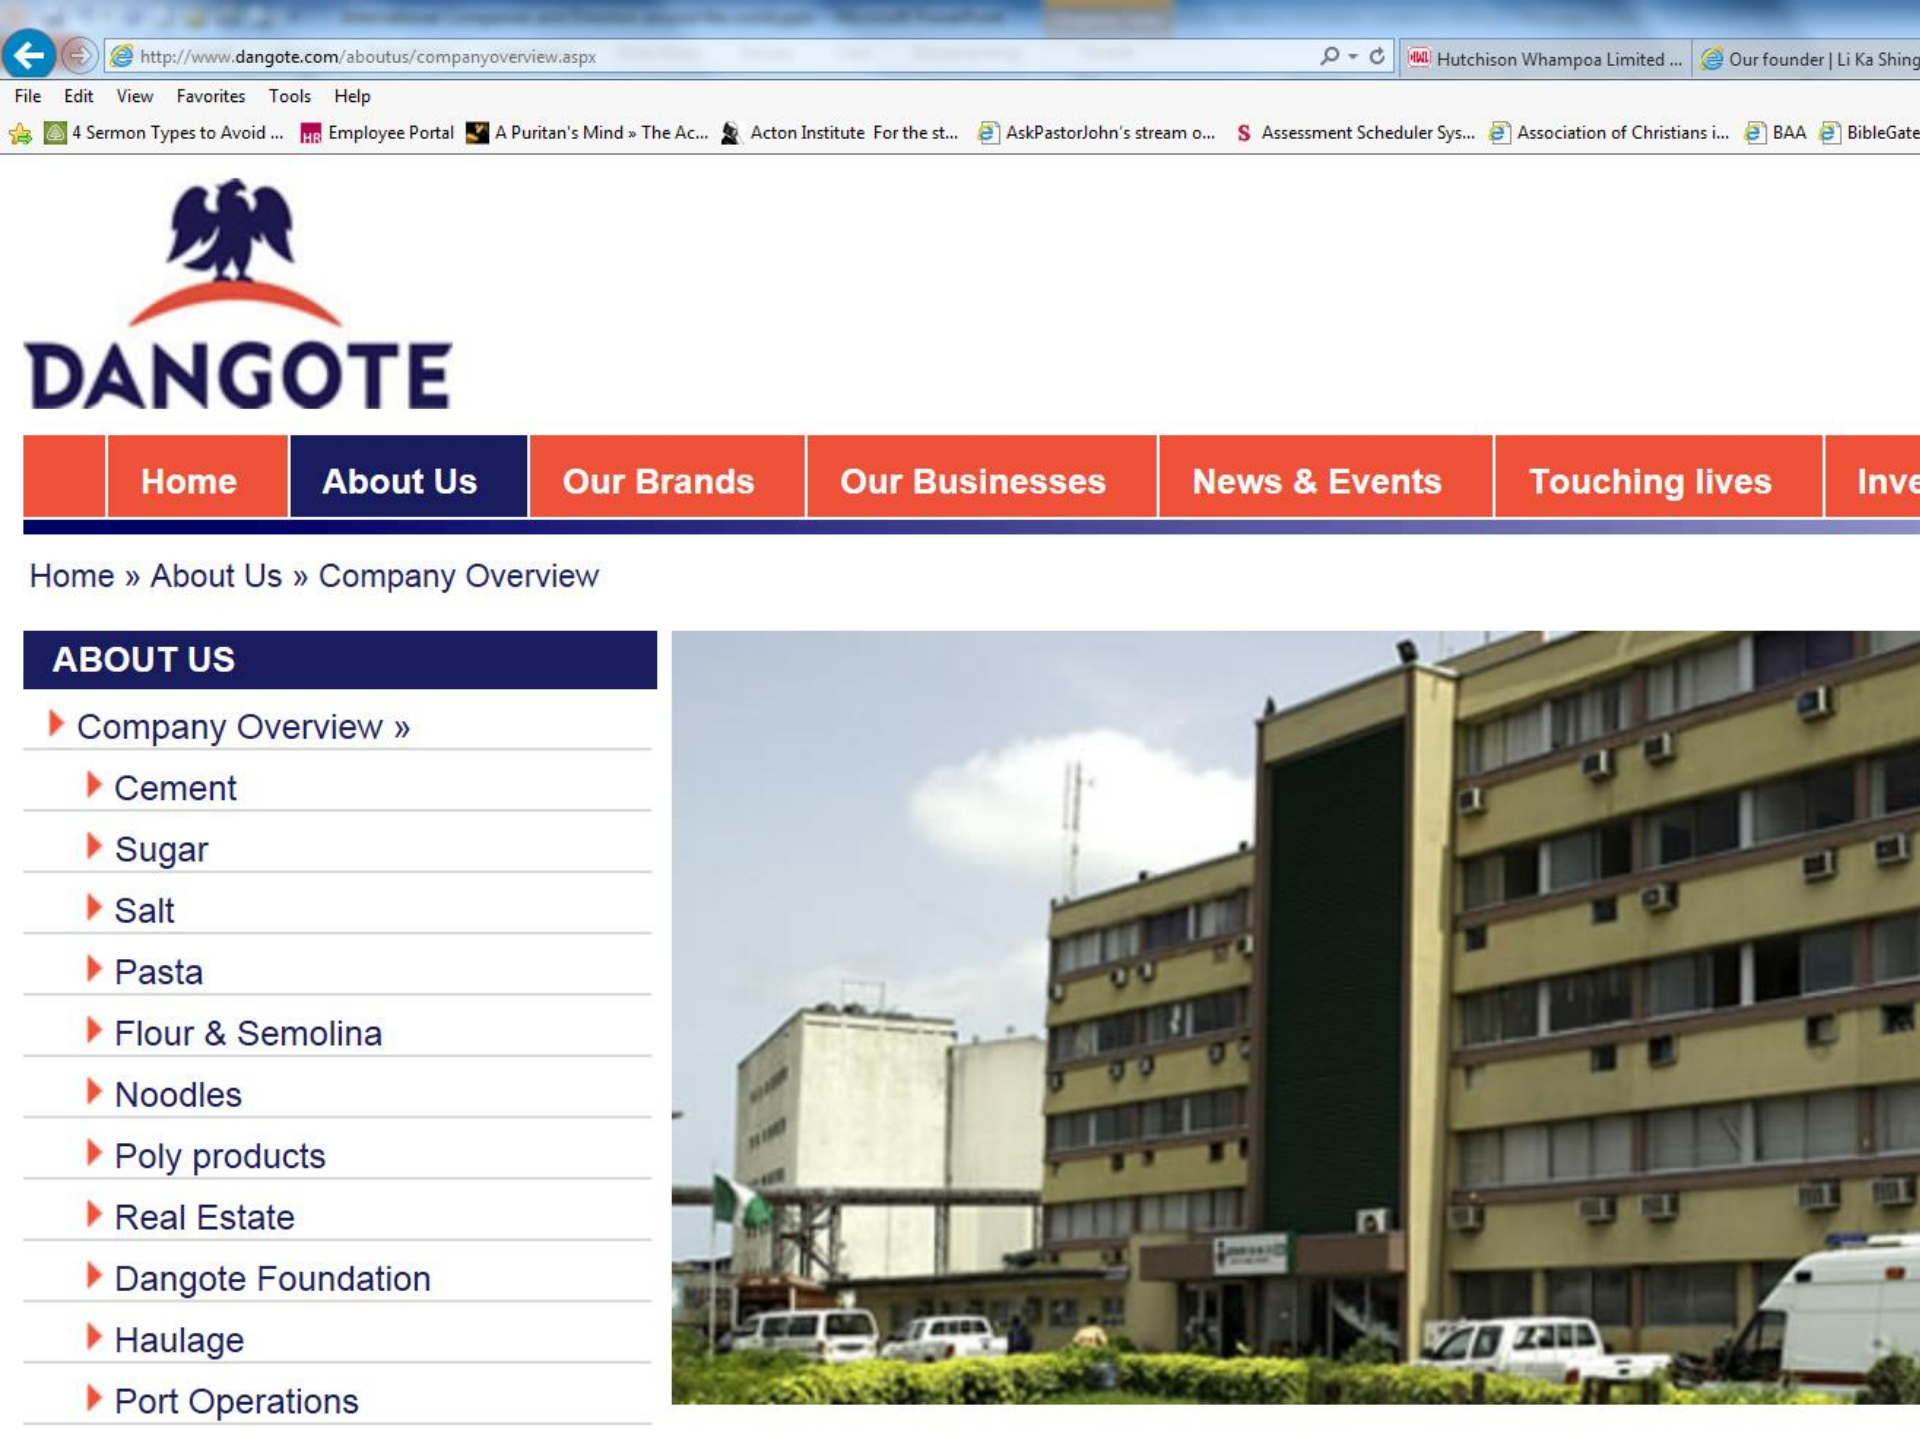 http://www.dangote.com/aboutus/companyoverview.aspx
Hutchison Whampoa Limited ...
Our founder | Li Ka Shing
File Edit View Favorites Tools Help
4 Sermon Types to Avoid ... HR Employee Portal A Puritan's Mind » The Ac... Acton Institute For the st... AskPastorJohn's stream o... S Assessment Scheduler Sys... Association of Christians i... BAA BibleGate
DANGOTE
Home About Us Our Brands Our Businesses News & Events Touching lives Inve
Home » About Us » Company Overview
ABOUT US
Company Overview »
Cement
Sugar
Salt
Pasta
Flour & Semolina
Noodles
Poly products
Real Estate
Dangote Foundation
Haulage
Port Operations